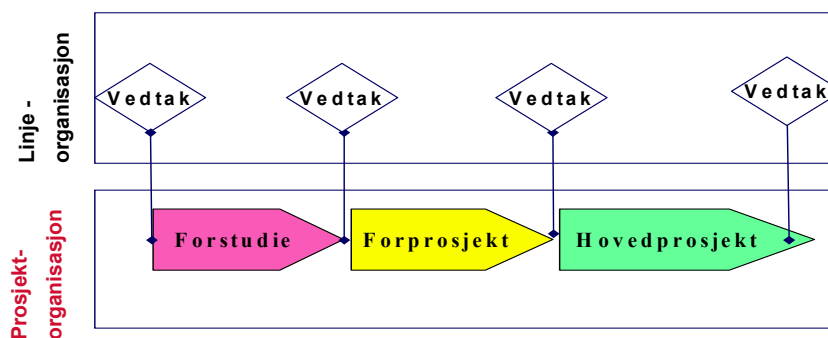 Linje -
organisasjon
Vedtak
Vedtak
Vedtak
Vedtak
Prosjekt-
organisasjon
Forstudie
Forprosjekt
Hovedprosjekt